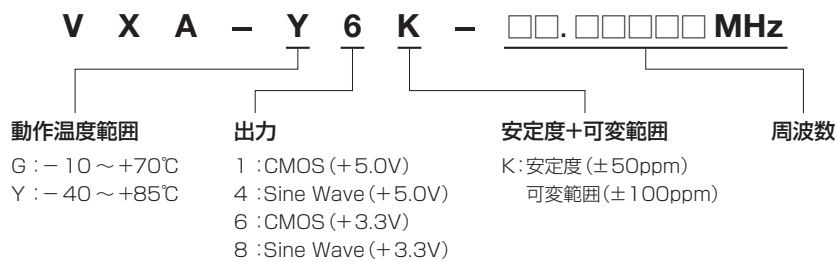 V X A − Y 6 K − □□.□□□□□ MHz
動作温度範囲
G：−10～+70℃
Y：−40～+85℃
出力
1：CMOS（+5.0V）
4：Sine Wave（+5.0V）
6：CMOS（+3.3V）
8：Sine Wave（+3.3V）
安定度+可変範囲
K：安定度（±50ppm）
可変範囲（±100ppm）
周波数